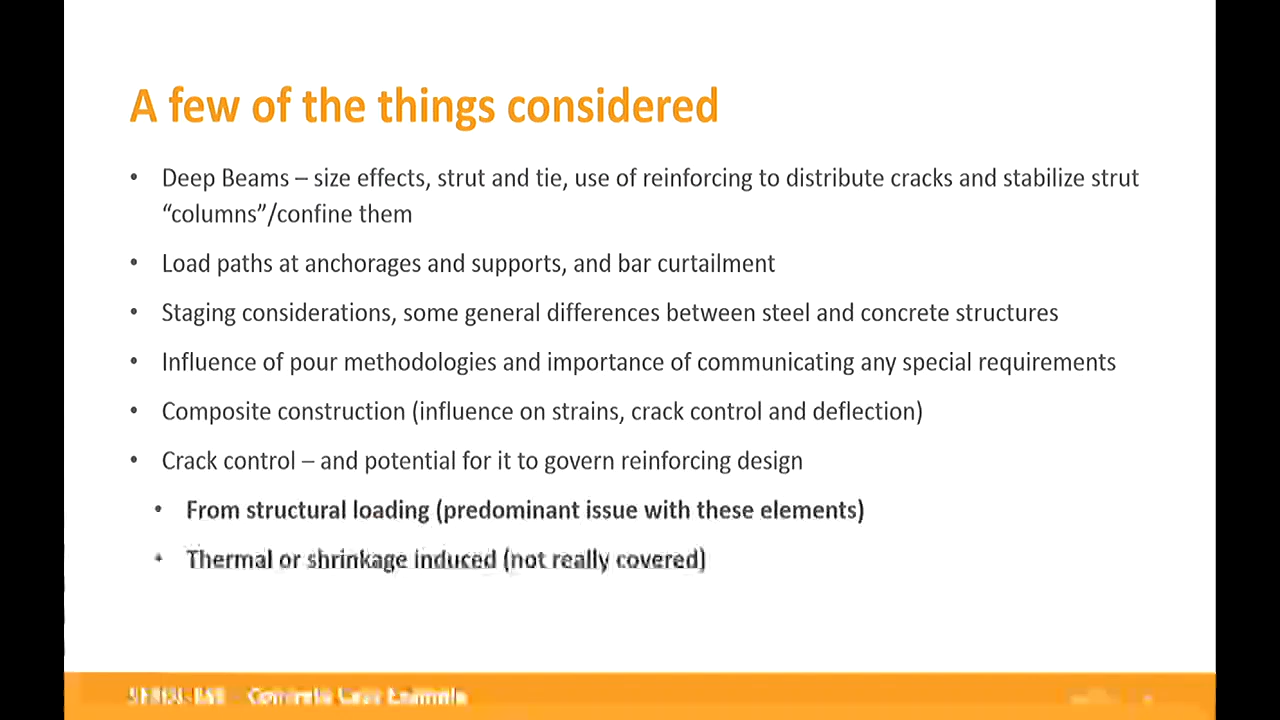 A few of the things considered
• Deep Beams – size effects, strut and tie, use of reinforcing to distribute cracks and stabilize strut
“columns”/confine them
• Load paths at anchorages and supports, and bar curtailment
• Staging considerations, some general differences between steel and concrete structures
• Influence of pour methodologies and importance of communicating any special requirements
• Composite construction (influence on strains, crack control and deflection)
• Crack control – and potential for it to govern reinforcing design
• From structural loading (predominant issue with these elements)
• Thermal or shrinkage induced (not really covered)
Concrete Case Example